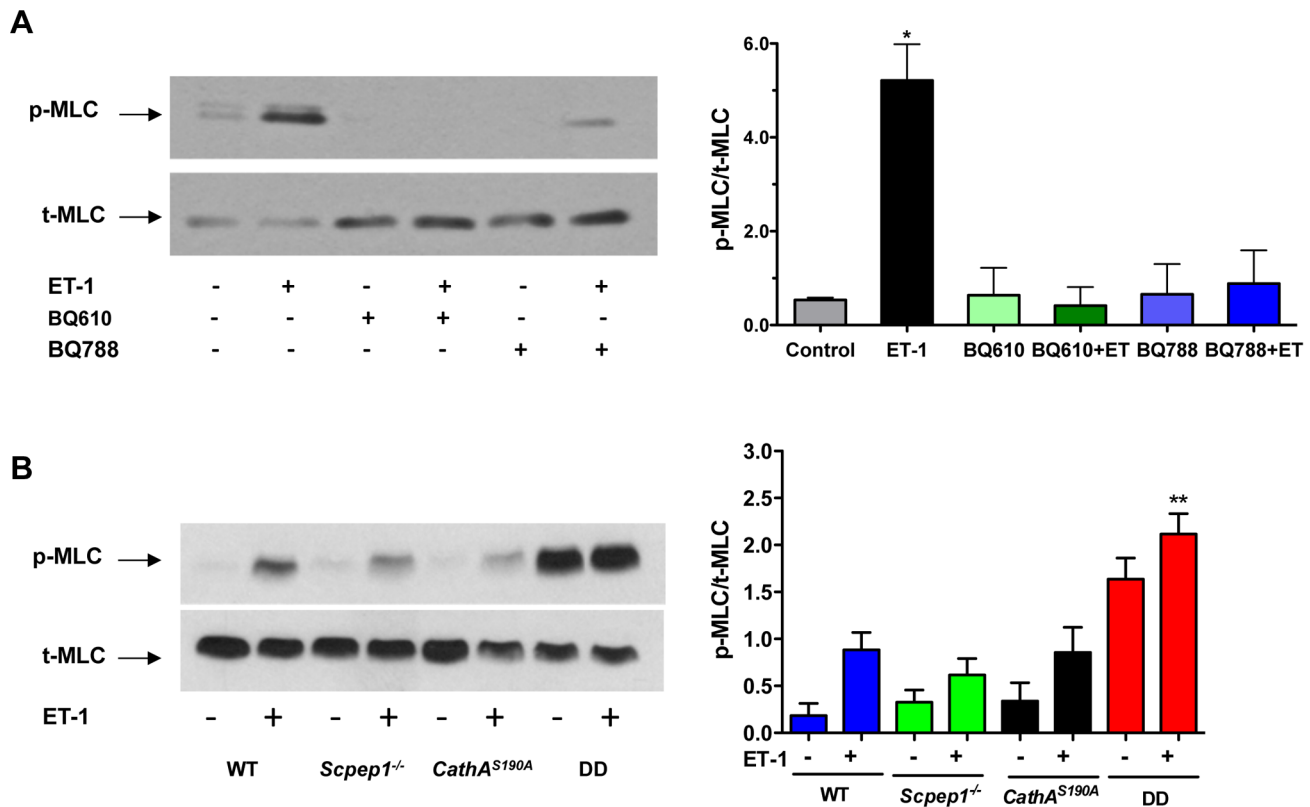 A
p-MLC
t-MLC
ET-1 - + - + - +
BQ610 - - + + - -
BQ788 - - - - + +
p-MLC/t-MLC
6.0
4.0
2.0
0.0
*
Control ET-1 BQ610 BQ610+ET BQ788 BQ788+ET
B
p-MLC
t-MLC
ET-1 - + - + - + - +
WT Scpep1-/- CathAS190A DD
p-MLC/t-MLC
3.0
2.5
2.0
1.5
1.0
0.5
0.0
**
ET-1 - + - + - + - +
WT Scpep1-/- CathAS190A DD